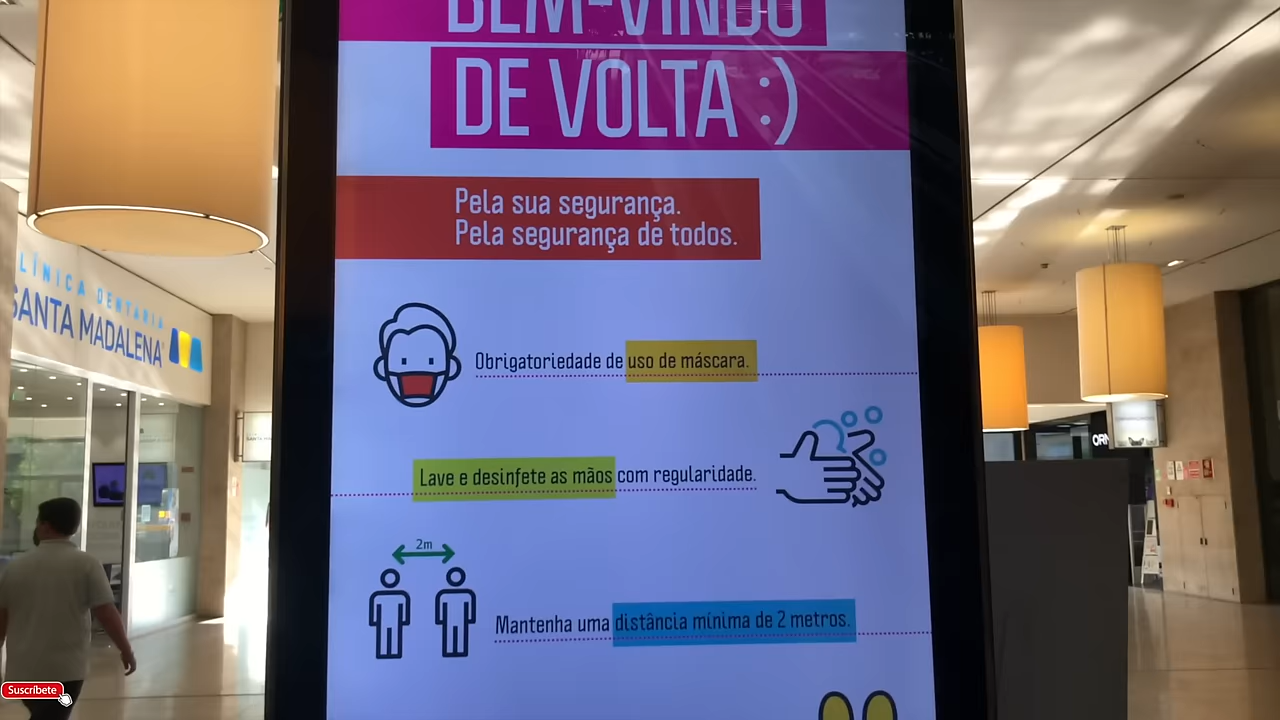 BEM-VINDO
DE VOLTA :)
Pela sua segurança.
Pela segurança de todos.
CLÍNICA DENTÁRIA
SANTA MADALENA
Obrigatoriedade de uso de máscara.
Lave e desinfete as mãos com regularidade.
2m
Mantenha uma distância mínima de 2 metros.
Suscríbete